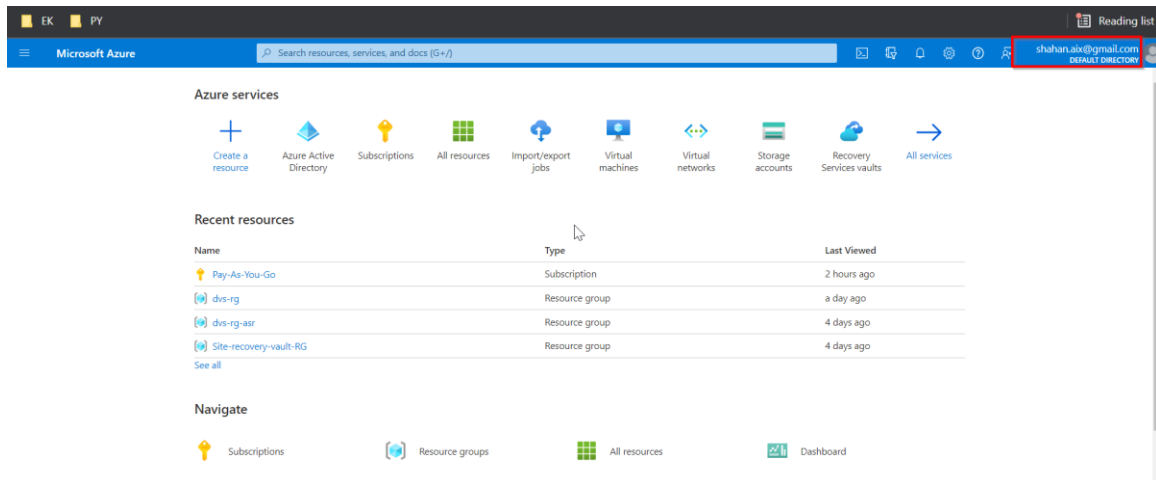 EK PY Reading list
Microsoft Azure Search resources, services, and docs (G+/) shahan.aix@gmail.com
DEFAULT DIRECTORY
Azure services
Create a resource
Azure Active Directory
Subscriptions
All resources
Import/export jobs
Virtual machines
Virtual networks
Storage accounts
Recovery Services vaults
All services
Recent resources
Name Type Last Viewed
Pay-As-You-Go Subscription 2 hours ago
dvs-rg Resource group a day ago
dvs-rg-asr Resource group 4 days ago
Site-recovery-vault-RG Resource group 4 days ago
See all
Navigate
Subscriptions Resource groups All resources Dashboard